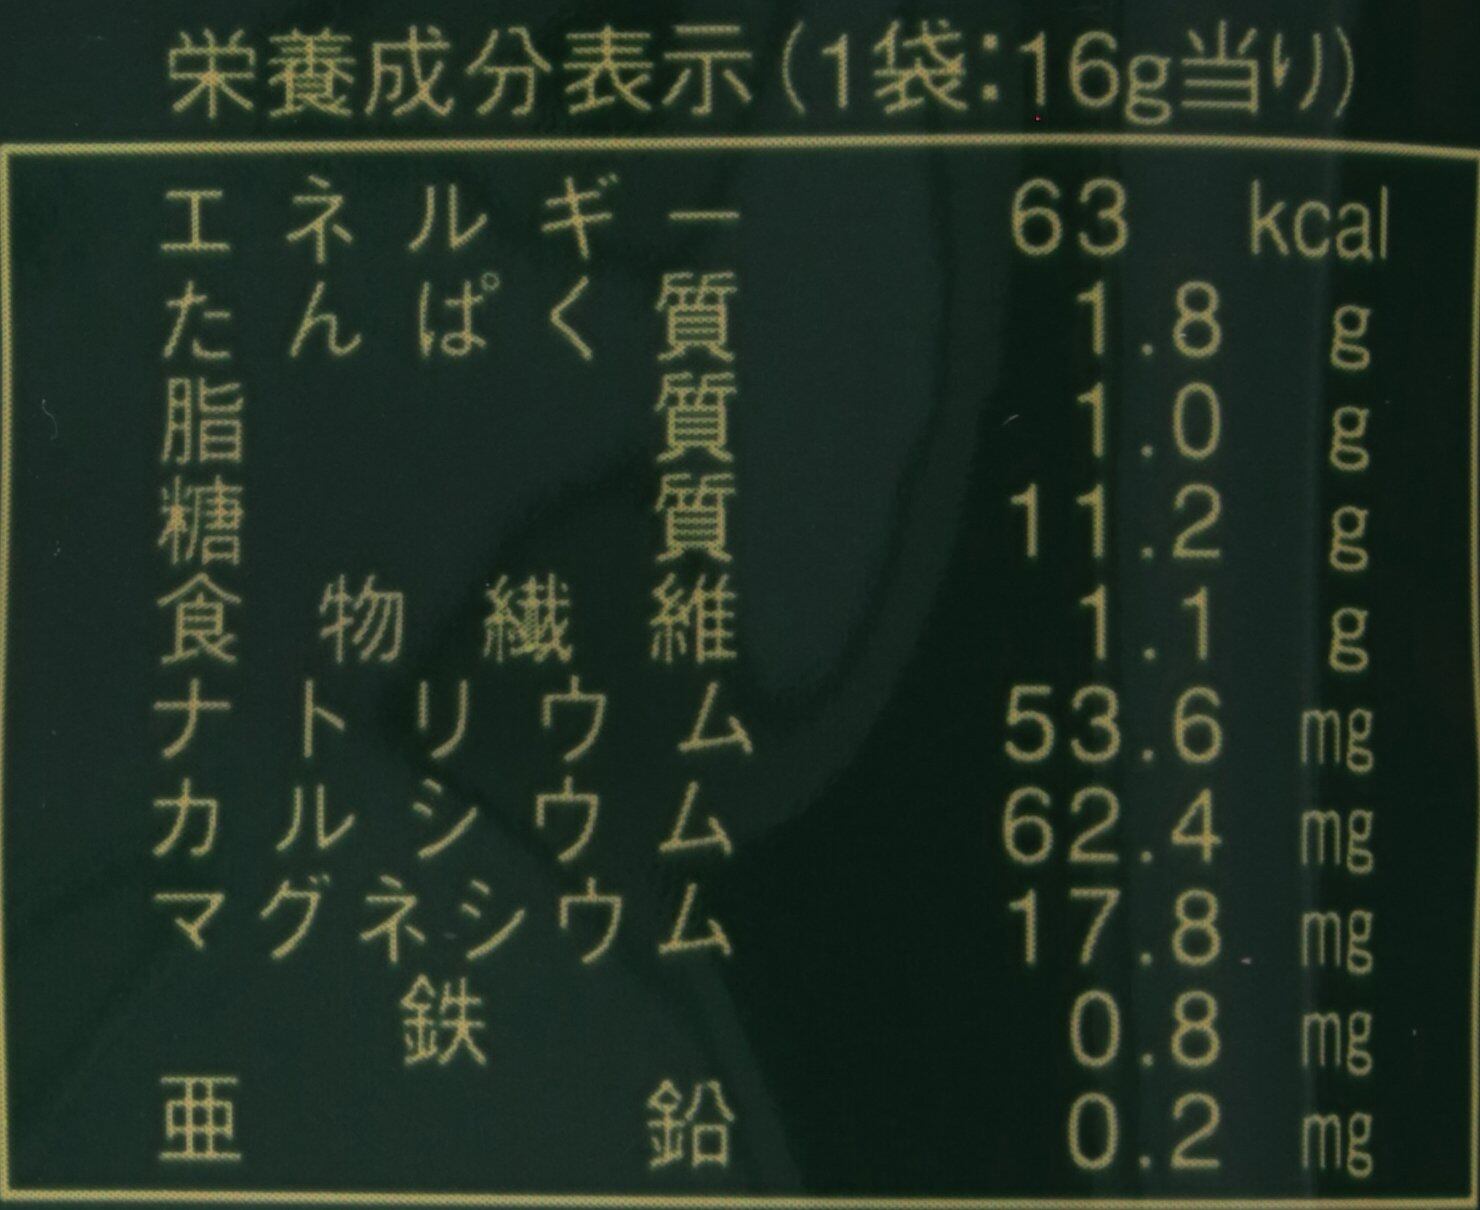 栄養成分表示(1袋:16g当り)
エネルギー 63 kcal
たんぱく質 1.8 g
脂質 1.0 g
糖質 11.2 g
食物繊維 1.1 g
ナトリウム 53.6 mg
カルシウム 62.4 mg
マグネシウム 17.8 mg
鉄 0.8 mg
亜鉛 0.2 mg